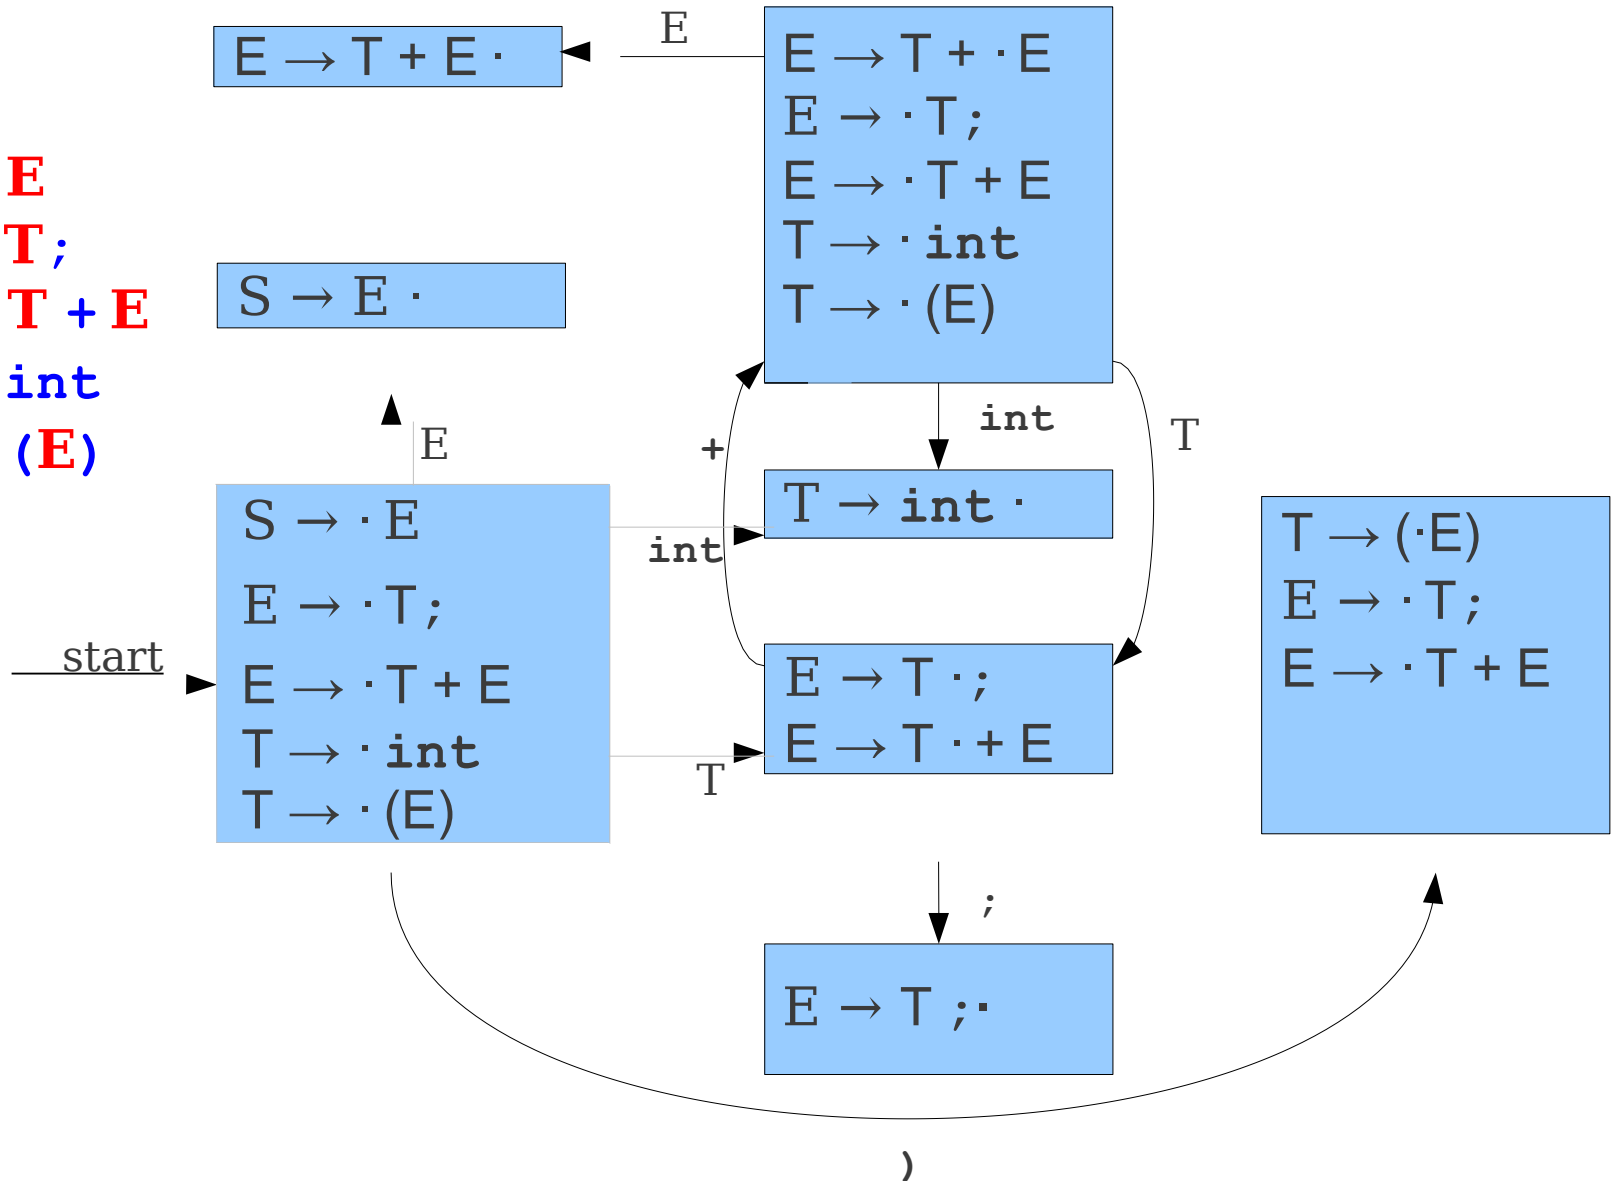 E
E → T + E ·
E → T + · E
E → · T ;
E → · T + E
T → · int
T → · (E)
E
T ;
T + E
int
(E)
S → E ·
E
+
int
T
S → · E
E → · T ;
E → · T + E
T → · int
T → · (E)
start
int
T → int ·
T
E → T · ;
E → T · + E
T → (·E)
E → · T ;
E → · T + E
;
E → T ; ·
)